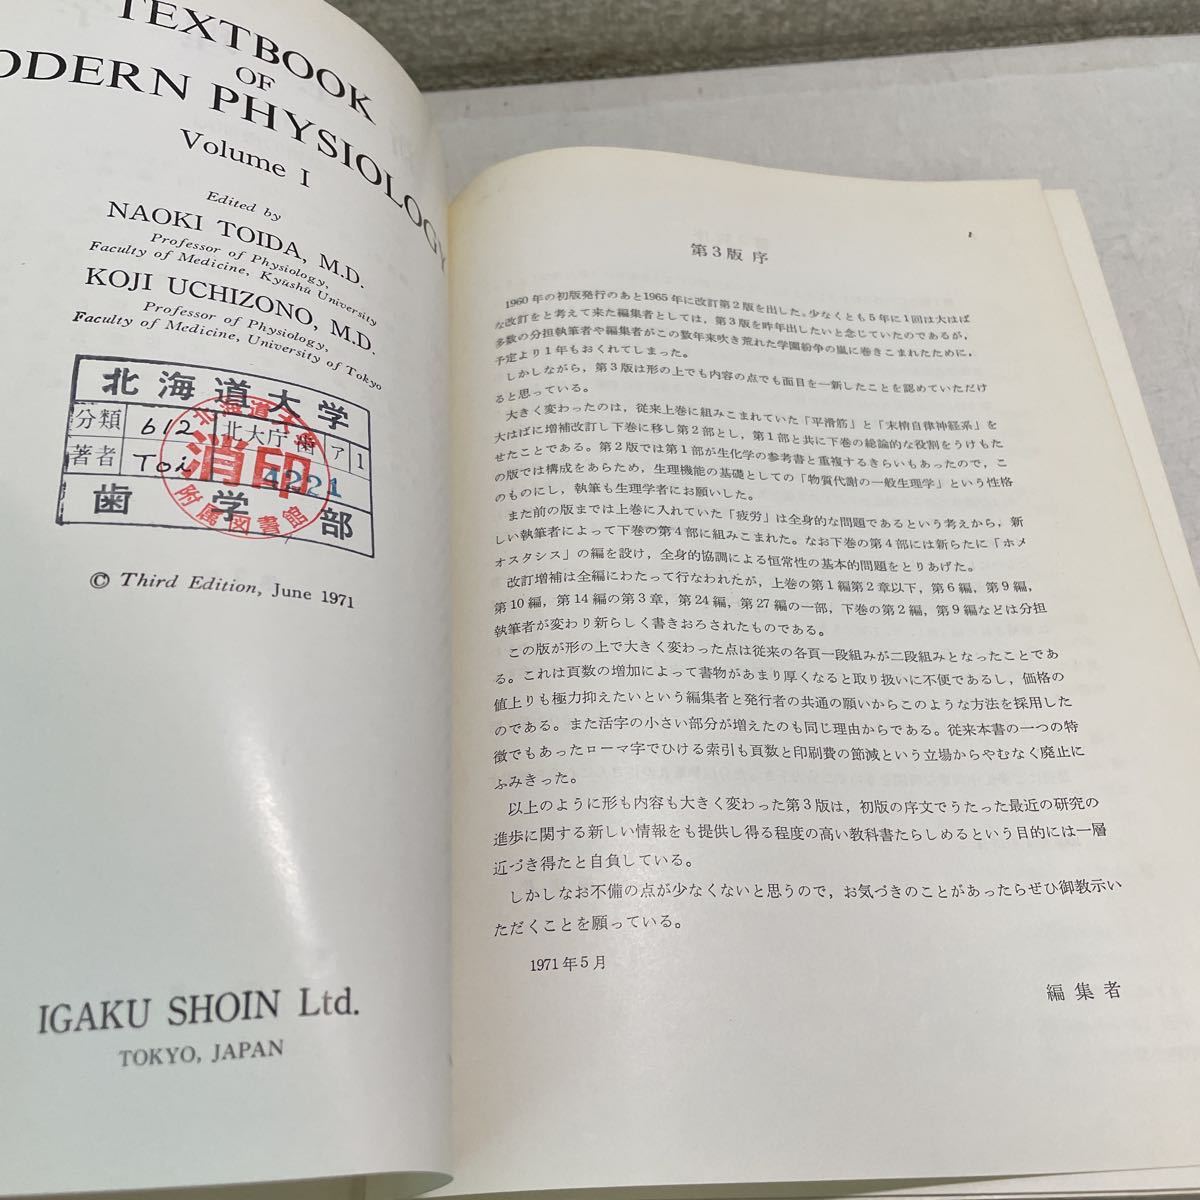 TEXTBOOK
OF
ODERN PHYSIOLOGY
Volume I
Edited by
NAOKI TOIDA, M.D.
Professor of Physiology,
Faculty of Medicine, Kyūshū University
KOJI UCHIZONO, M.D.
Professor of Physiology,
Faculty of Medicine, University of Tokyo
北海道大学
分類 612 北大庁 歯 ア 1
著者 Toi 4221
歯学部
北海道大学
消印
附属図書館
© Third Edition, June 1971
IGAKU SHOIN Ltd.
TOKYO, JAPAN
第3版 序
1960年の初版発行のあと1965年に改訂第2版を出した。少なくとも5年に1回は大はば
な改訂をと考えて来た編集者としては，第3版を昨年出したいと念じていたのであるが，
多数の分担執筆者や編集者がこの数年来吹き荒れた学園紛争の嵐に巻きこまれたために，
予定より1年もおくれてしまった。
しかしながら，第3版は形の上でも内容の点でも面目を一新したことを認めていただけ
ると思っている。
大きく変わったのは，従来上巻に組みこまれていた「平滑筋」と「末梢自律神経系」を
大はばに増補改訂し下巻に移し第2部とし，第1部と共に下巻の総論的な役割をうけもた
せたことである。第2版では第1部が生化学の参考書と重複するきらいもあったので，こ
の版では構成をあらため，生理機能の基礎としての「物質代謝の一般生理学」という性格
のものにし，執筆も生理学者にお願いした。
また前の版までは上巻に入れていた「疲労」は全身的な問題であるという考えから，新
しい執筆者によって下巻の第4部に組みこまれた。なお下巻の第4部には新らたに「ホメ
オスタシス」の編を設け，全身的協調による恒常性の基本的問題をとりあげた。
改訂増補は全編にわたって行なわれたが，上巻の第1編第2章以下，第6編，第9編，
第10編，第14編の第3章，第24編，第27編の一部，下巻の第2編，第9編などは分担
執筆者が変わり新らしく書きおろされたものである。
この版が形の上で大きく変わった点は従来の各頁一段組みが二段組みとなったことであ
る。これは頁数の増加によって書物があまり厚くなると取り扱いに不便であるし，価格の
値上りも極力抑えたいという編集者と発行者の共通の願いからこのような方法を採用した
のである。また活字の小さい部分が増えたのも同じ理由からである。従来本書の一つの特
徴でもあったローマ字でひける索引も頁数と印刷費の節減という立場からやむなく廃止に
ふみきった。
以上のように形も内容も大きく変わった第3版は，初版の序文でうたった最近の研究の
進歩に関する新しい情報をも提供し得る程度の高い教科書たらしめるという目的には一層
近づき得たと自負している。
しかしなお不備の点が少なくないと思うので，お気づきのことがあったらぜひ御教示い
ただくことを願っている。
1971年5月
編集者